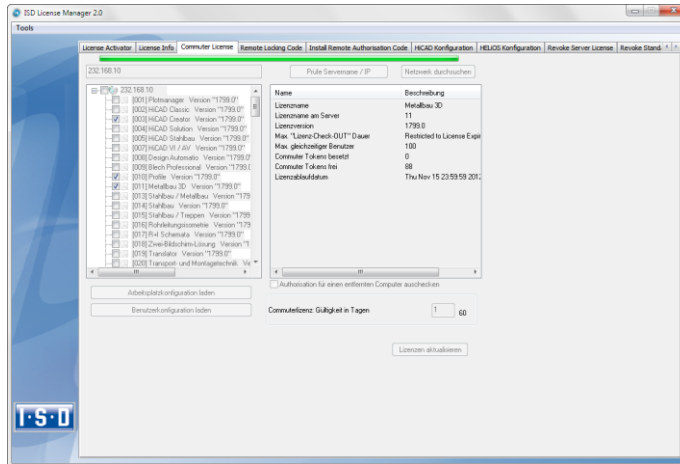 ISD License Manager 2.0
Tools
License Activator License Info Commuter License Remote Locking Code Install Remote Authorisation Code HiCAD Konfiguration HELiOS Konfiguration Revoke Server License Revoke Stand-
232.168.10 Prüfe Servername / IP Netzwerk durchsuchen
232.168.10
[001] Plotmanager Version "1799.0"
[002] HiCAD Classic Version "1799.0"
[003] HiCAD Creator Version "1799.0"
[004] HiCAD Solution Version "1799.0"
[005] HiCAD Stahlbau Version "1799.0"
[007] HiCAD VI / AV Version "1799.0"
[008] Design-Automatio Version "1799.0"
[009] Blech Professional Version "1799.(
[010] Profile Version "1799.0"
[011] Metallbau 3D Version "1799.0"
[013] Stahlbau / Metallbau Version "179
[014] Stahlbau Version "1799.0"
[015] Stahlbau / Treppen Version "1799
[016] Rohrleitungsisometrie Version "179
[017] R+I Schemata Version "1799.0"
[018] Zwei-Bildschirm-Lösung Version "1
[019] Translator Version "1799.0"
[020] Transport- und Montagetechnik Ve
Name Beschreibung
Lizenzname Metallbau 3D
Lizenzname am Server 11
Lizenzversion 1799.0
Max. "Lizenz-Check-OUT" Dauer Restricted to License Expir
Max. gleichzeitiger Benutzer 100
Commuter Tokens besetzt 0
Commuter Tokens frei 88
Lizenzablaufdatum Thu Nov 15 23:59:59 2012
Authorisation für einen entfernten Computer auschecken
Arbeitsplatzkonfiguration laden
Benutzerkonfiguration laden
Commuterlizenz Gültigkeit in Tagen 1 60
Lizenzen aktualisieren
I·S·D